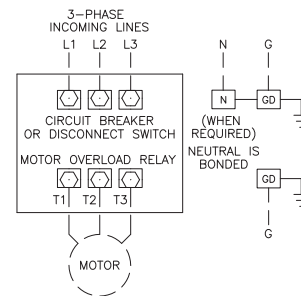 3-PHASE
INCOMING LINES
L1 L2 L3 N G
N GD
CIRCUIT BREAKER
OR DISCONNECT SWITCH
(WHEN
REQUIRED)
NEUTRAL IS
BONDED
MOTOR OVERLOAD RELAY
GD
T1 T2 T3
G
MOTOR